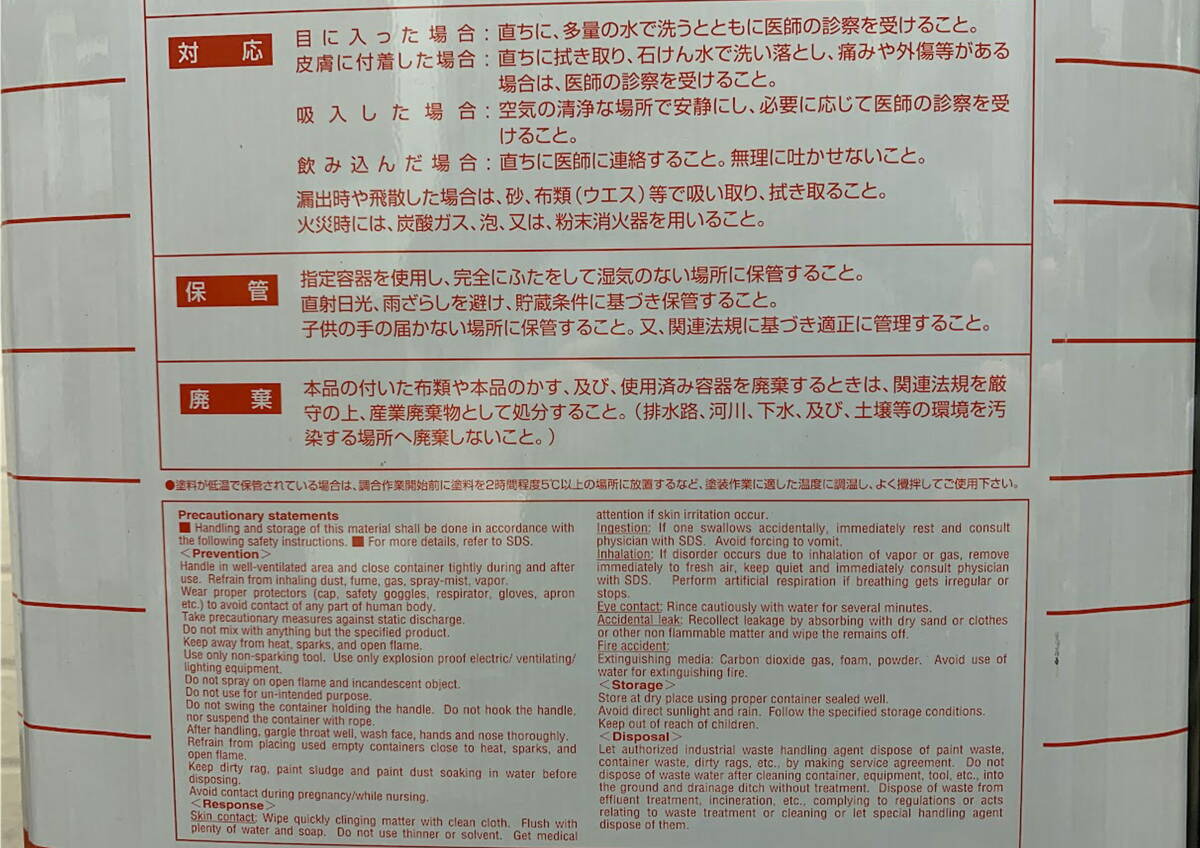 対応
目に入った場合:直ちに、多量の水で洗うとともに医師の診察を受けること。
皮膚に付着した場合:直ちに拭き取り、石けん水で洗い落とし、痛みや外傷等がある
場合は、医師の診察を受けること。
吸入した場合:空気の清浄な場所で安静にし、必要に応じて医師の診察を受
けること。
飲み込んだ場合:直ちに医師に連絡すること。無理に吐かせないこと。
漏出時や飛散した場合は、砂、布類(ウエス)等で吸い取り、拭き取ること。
火災時には、炭酸ガス、泡、又は、粉末消火器を用いること。
保管
指定容器を使用し、完全にふたをして湿気のない場所に保管すること。
直射日光、雨ざらしを避け、貯蔵条件に基づき保管すること。
子供の手の届かない場所に保管すること。又、関連法規に基づき適正に管理すること。
廃棄
本品の付いた布類や本品のかす、及び、使用済み容器を廃棄するときは、関連法規を厳
守の上、産業廃棄物として処分すること。(排水路、河川、下水、及び、土壌等の環境を汚
染する場所へ廃棄しないこと。)
●塗料が低温で保管されている場合は、調合作業開始前に塗料を2時間程度5℃以上の場所に放置するなど、塗装作業に適した温度に調温し、よく攪拌してご使用下さい。
Precautionary statements
■ Handling and storage of this material shall be done in accordance with
the following safety instructions. ■ For more details, refer to SDS.
<Prevention>
Handle in well-ventilated area and close container tightly during and after
use. Refrain from inhaling dust, fume, gas, spray-mist, vapor.
Wear proper protectors (cap, safety goggles, respirator, gloves, apron
etc.) to avoid contact of any part of human body.
Take precautionary measures against static discharge.
Do not mix with anything but the specified product.
Keep away from heat, sparks, and open flame.
Use only non-sparking tool. Use only explosion proof electric/ ventilating/
lighting equipment.
Do not spray on open flame and incandescent object.
Do not use for un-intended purpose.
Do not swing the container holding the handle. Do not hook the handle,
nor suspend the container with rope.
After handling, gargle throat well, wash face, hands and nose thoroughly.
Refrain from placing used empty containers close to heat, sparks, and
open flame.
Keep dirty rag, paint sludge and paint dust soaking in water before
disposing.
Avoid contact during pregnancy/while nursing.
<Response>
Skin contact: Wipe quickly clinging matter with clean cloth. Flush with
plenty of water and soap. Do not use thinner or solvent. Get medical
attention if skin irritation occur.
Ingestion: If one swallows accidentally, immediately rest and consult
physician with SDS. Avoid forcing to vomit.
Inhalation: If disorder occurs due to inhalation of vapor or gas, remove
immediately to fresh air, keep quiet and immediately consult physician
with SDS. Perform artificial respiration if breathing gets irregular or
stops.
Eye contact: Rince cautiously with water for several minutes.
Accidental leak: Recollect leakage by absorbing with dry sand or clothes
or other non flammable matter and wipe the remains off.
Fire accident:
Extinguishing media: Carbon dioxide gas, foam, powder. Avoid use of
water for extinguishing fire.
<Storage>
Store at dry place using proper container sealed well.
Avoid direct sunlight and rain. Follow the specified storage conditions.
Keep out of reach of children.
<Disposal>
Let authorized industrial waste handling agent dispose of paint waste,
container waste, dirty rags, etc., by making service agreement. Do not
dispose of waste water after cleaning container, equipment, tool, etc., into
the ground and drainage ditch without treatment. Dispose of waste from
effluent treatment, incineration, etc., complying to regulations or acts
relating to waste treatment or cleaning or let special handling agent
dispose of them.